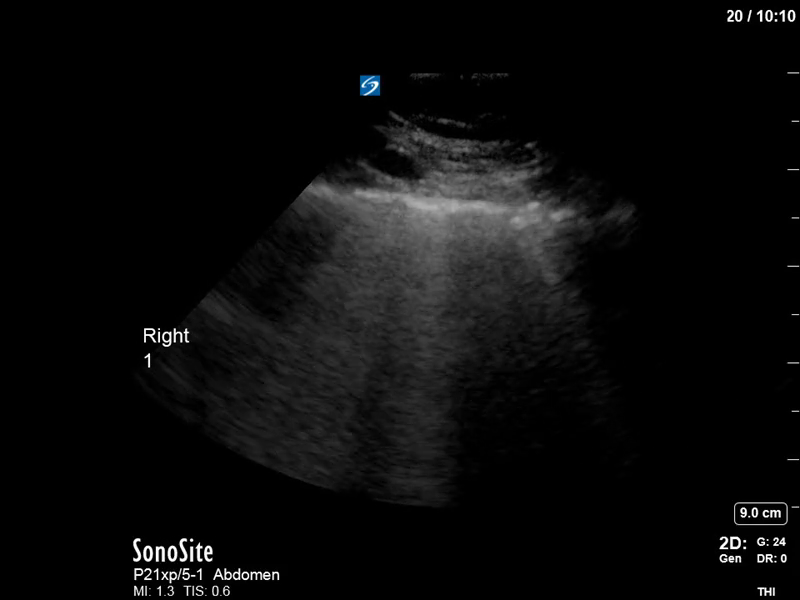 20 / 10:10
Right
1
9.0 cm
2D: G: 24
Gen DR: 0
SonoSite
P21xp/5-1 Abdomen
MI: 1.3 TIS: 0.6
THI